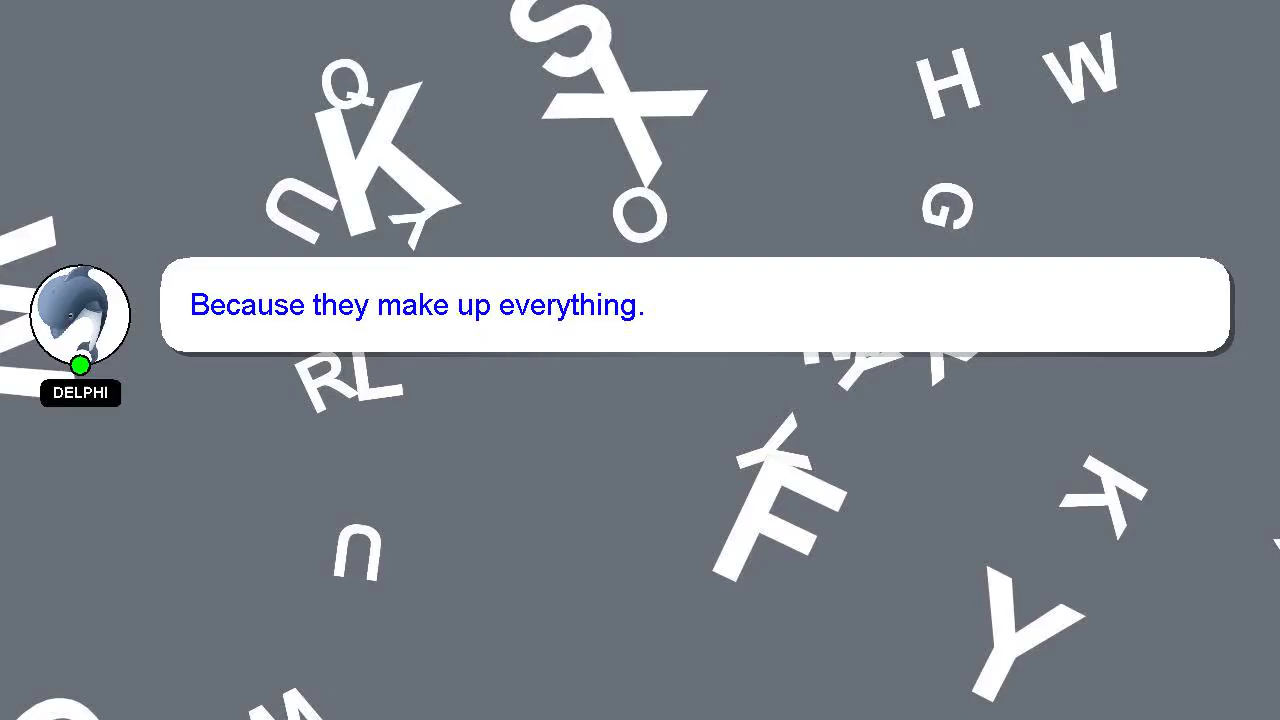 S
Q
X
H
W
K
U
Y
O
G
Because they make up everything.
DELPHI
R
L
K
F
K
U
Y